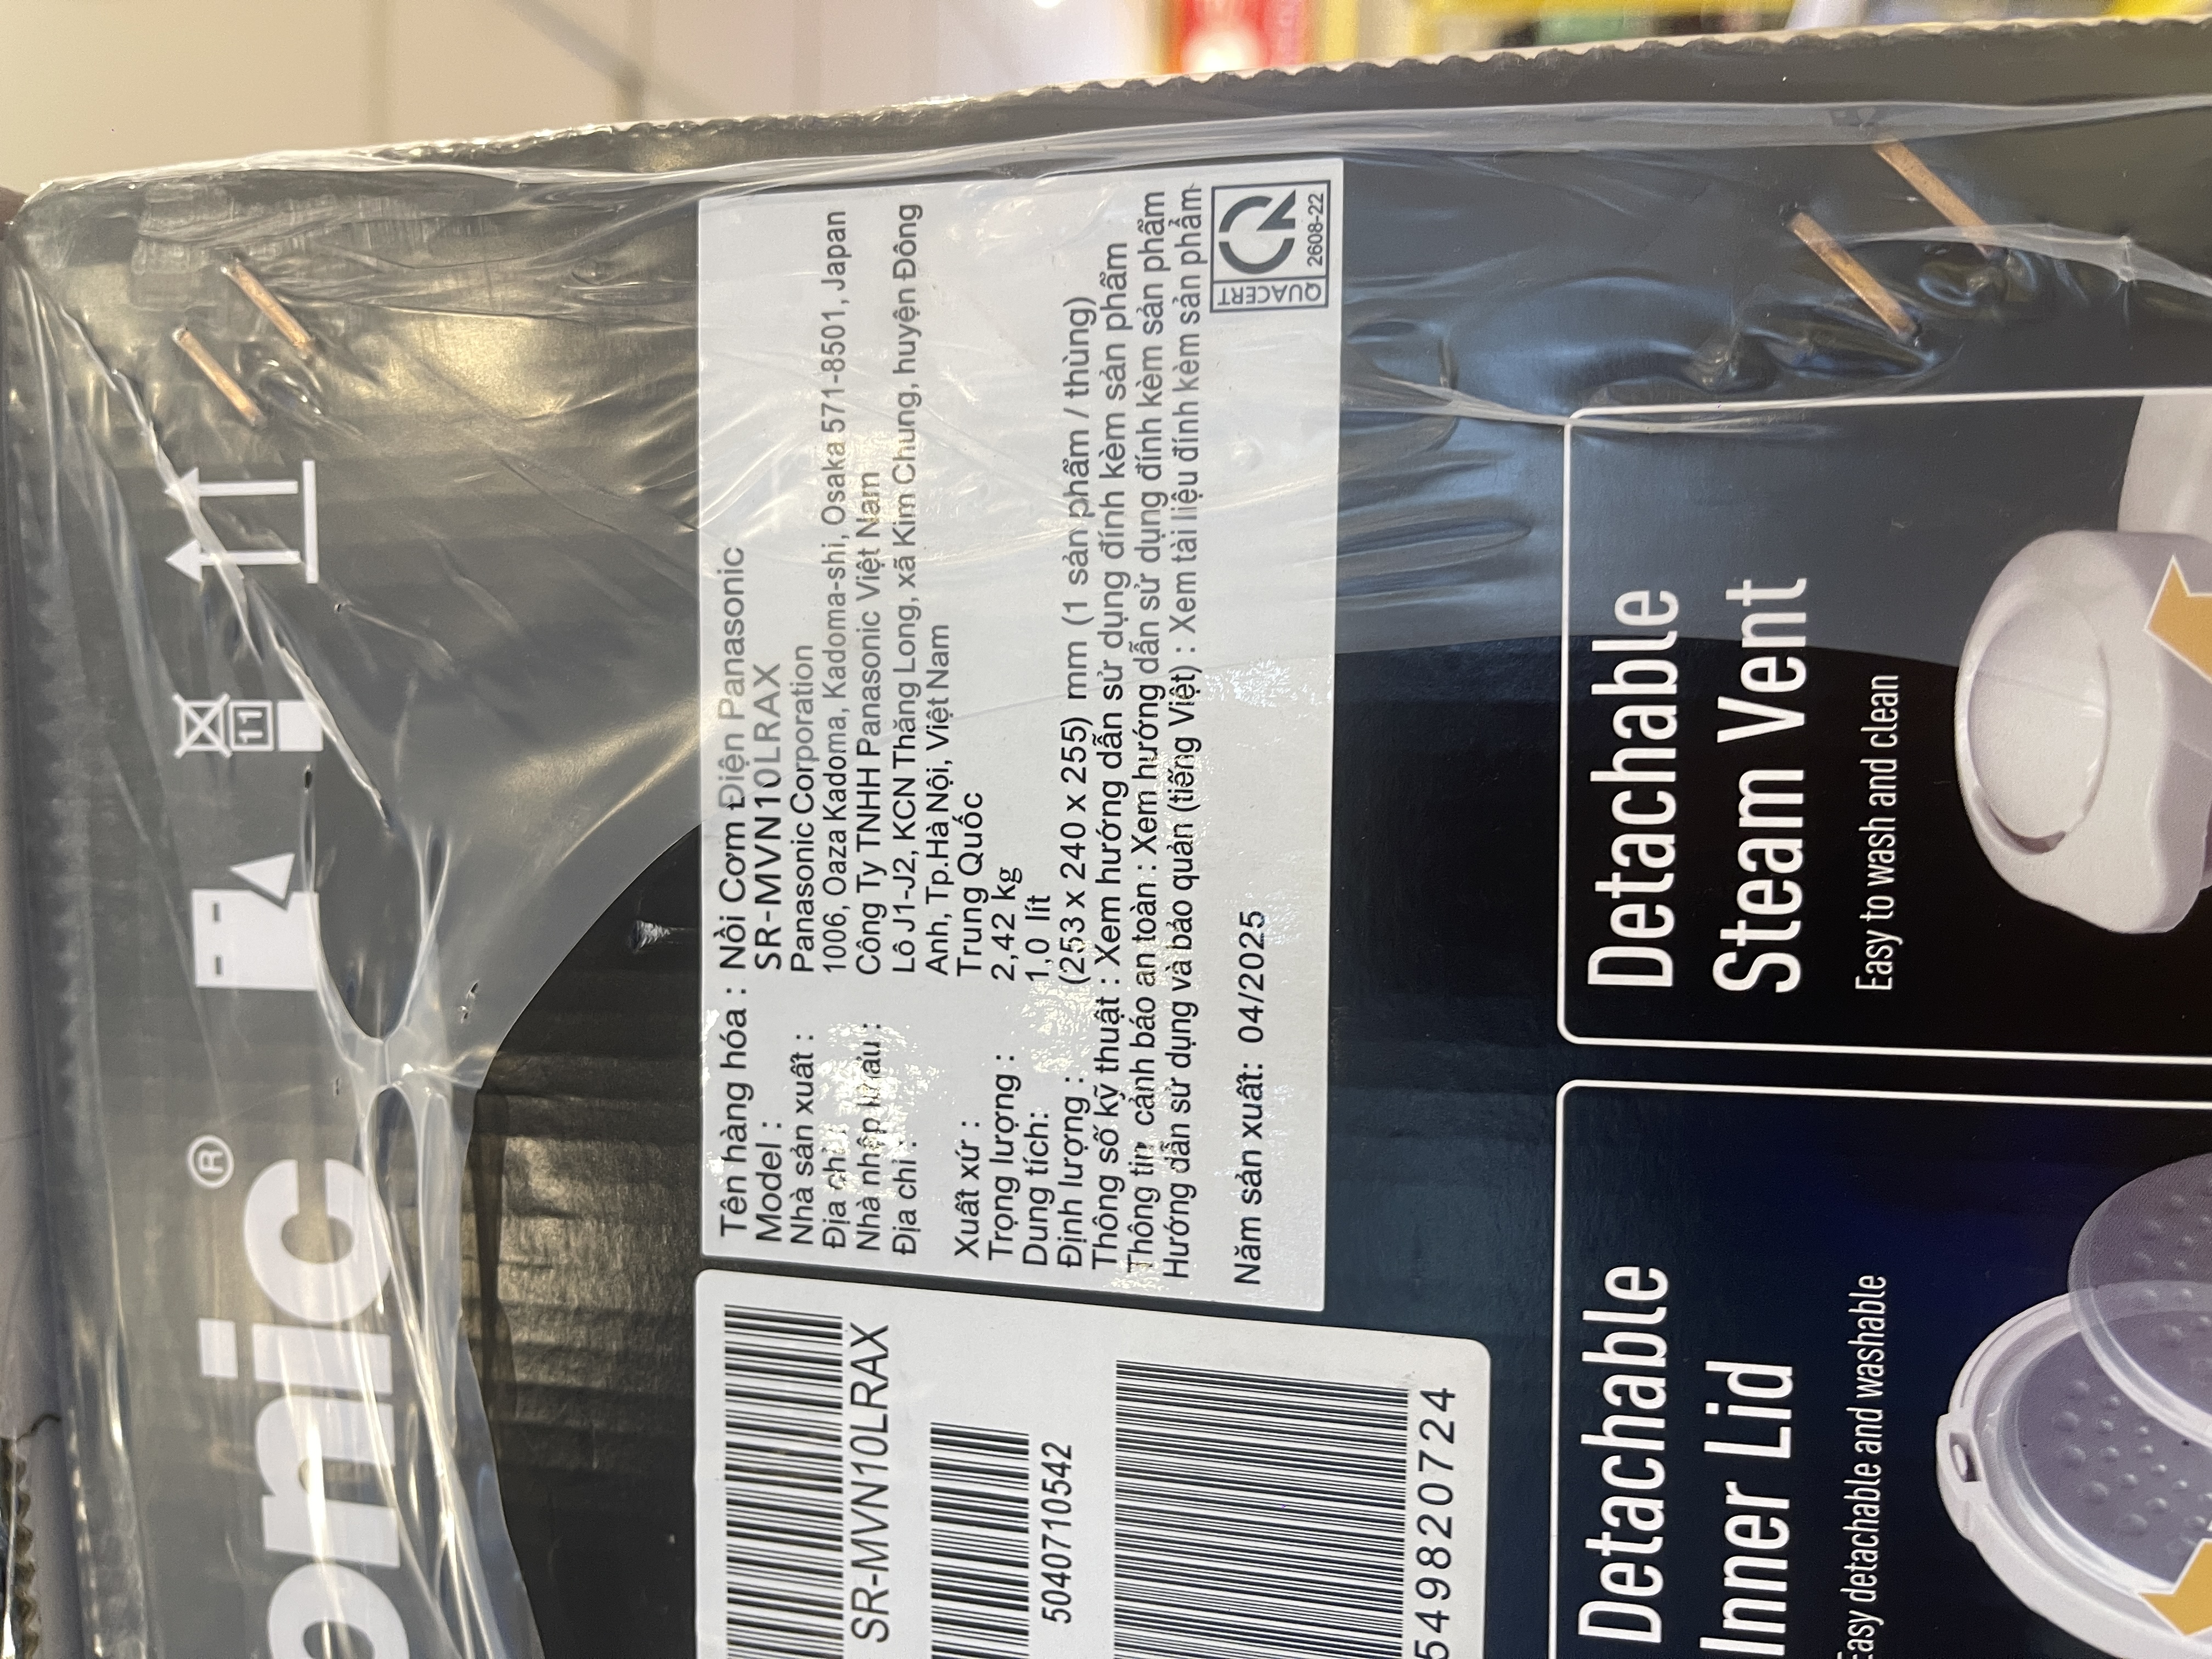 onic®
11
SR-MVN10LRAX
5040710542
549820724
Tên hàng hóa : Nồi Cơm Điện Panasonic
Model : SR-MVN10LRAX
Nhà sản xuất : Panasonic Corporation
Địa chỉ : 1006, Oaza Kadoma, Kadoma-shi, Osaka 571-8501, Japan
Nhà nhập khẩu : Công Ty TNHH Panasonic Việt Nam
Địa chỉ : Lô J1-J2, KCN Thăng Long, xã Kim Chung, huyện Đông
Anh, Tp.Hà Nội, Việt Nam
Xuất xứ : Trung Quốc
Trọng lượng : 2,42 kg
Dung tích: 1,0 lít
Định lượng : (253 x 240 x 255) mm (1 sản phẩm / thùng)
Thông số kỹ thuật : Xem hướng dẫn sử dụng đính kèm sản phẩm
Thông tin cảnh báo an toàn : Xem hướng dẫn sử dụng đính kèm sản phẩm
Hướng dẫn sử dụng và bảo quản (tiếng Việt) : Xem tài liệu đính kèm sản phẩm
Năm sản xuất: 04/2025
QUACERT
2608-22
Detachable
Inner Lid
Easy detachable and washable
Detachable
Steam Vent
Easy to wash and clean